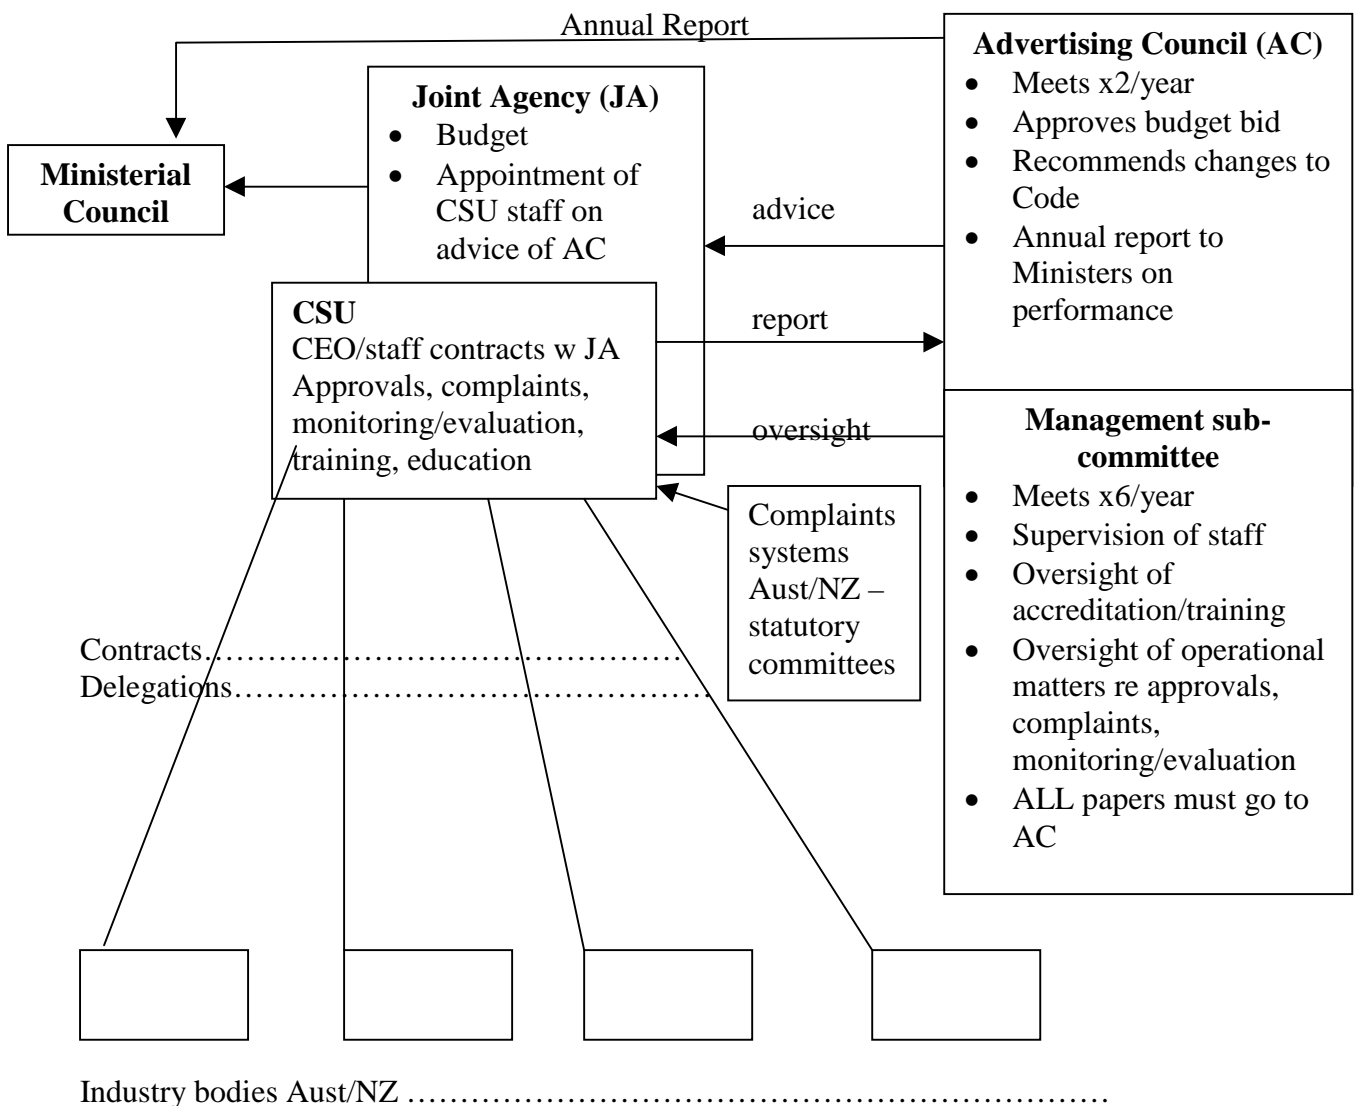 Annual Report
Advertising Council (AC)
• Meets x2/year
• Approves budget bid
• Recommends changes to
Code
• Annual report to
Ministers on
performance
Joint Agency (JA)
• Budget
• Appointment of
CSU staff on
advice of AC
Ministerial
Council
advice
report
oversight
CSU
CEO/staff contracts w JA
Approvals, complaints,
monitoring/evaluation,
training, education
Management sub-
committee
• Meets x6/year
• Supervision of staff
• Oversight of
accreditation/training
• Oversight of operational
matters re approvals,
complaints,
monitoring/evaluation
• ALL papers must go to
AC
Complaints
systems
Aust/NZ –
statutory
committees
Contracts……………………………………………
Delegations……………………………………………
Industry bodies Aust/NZ …………………………………………………………………